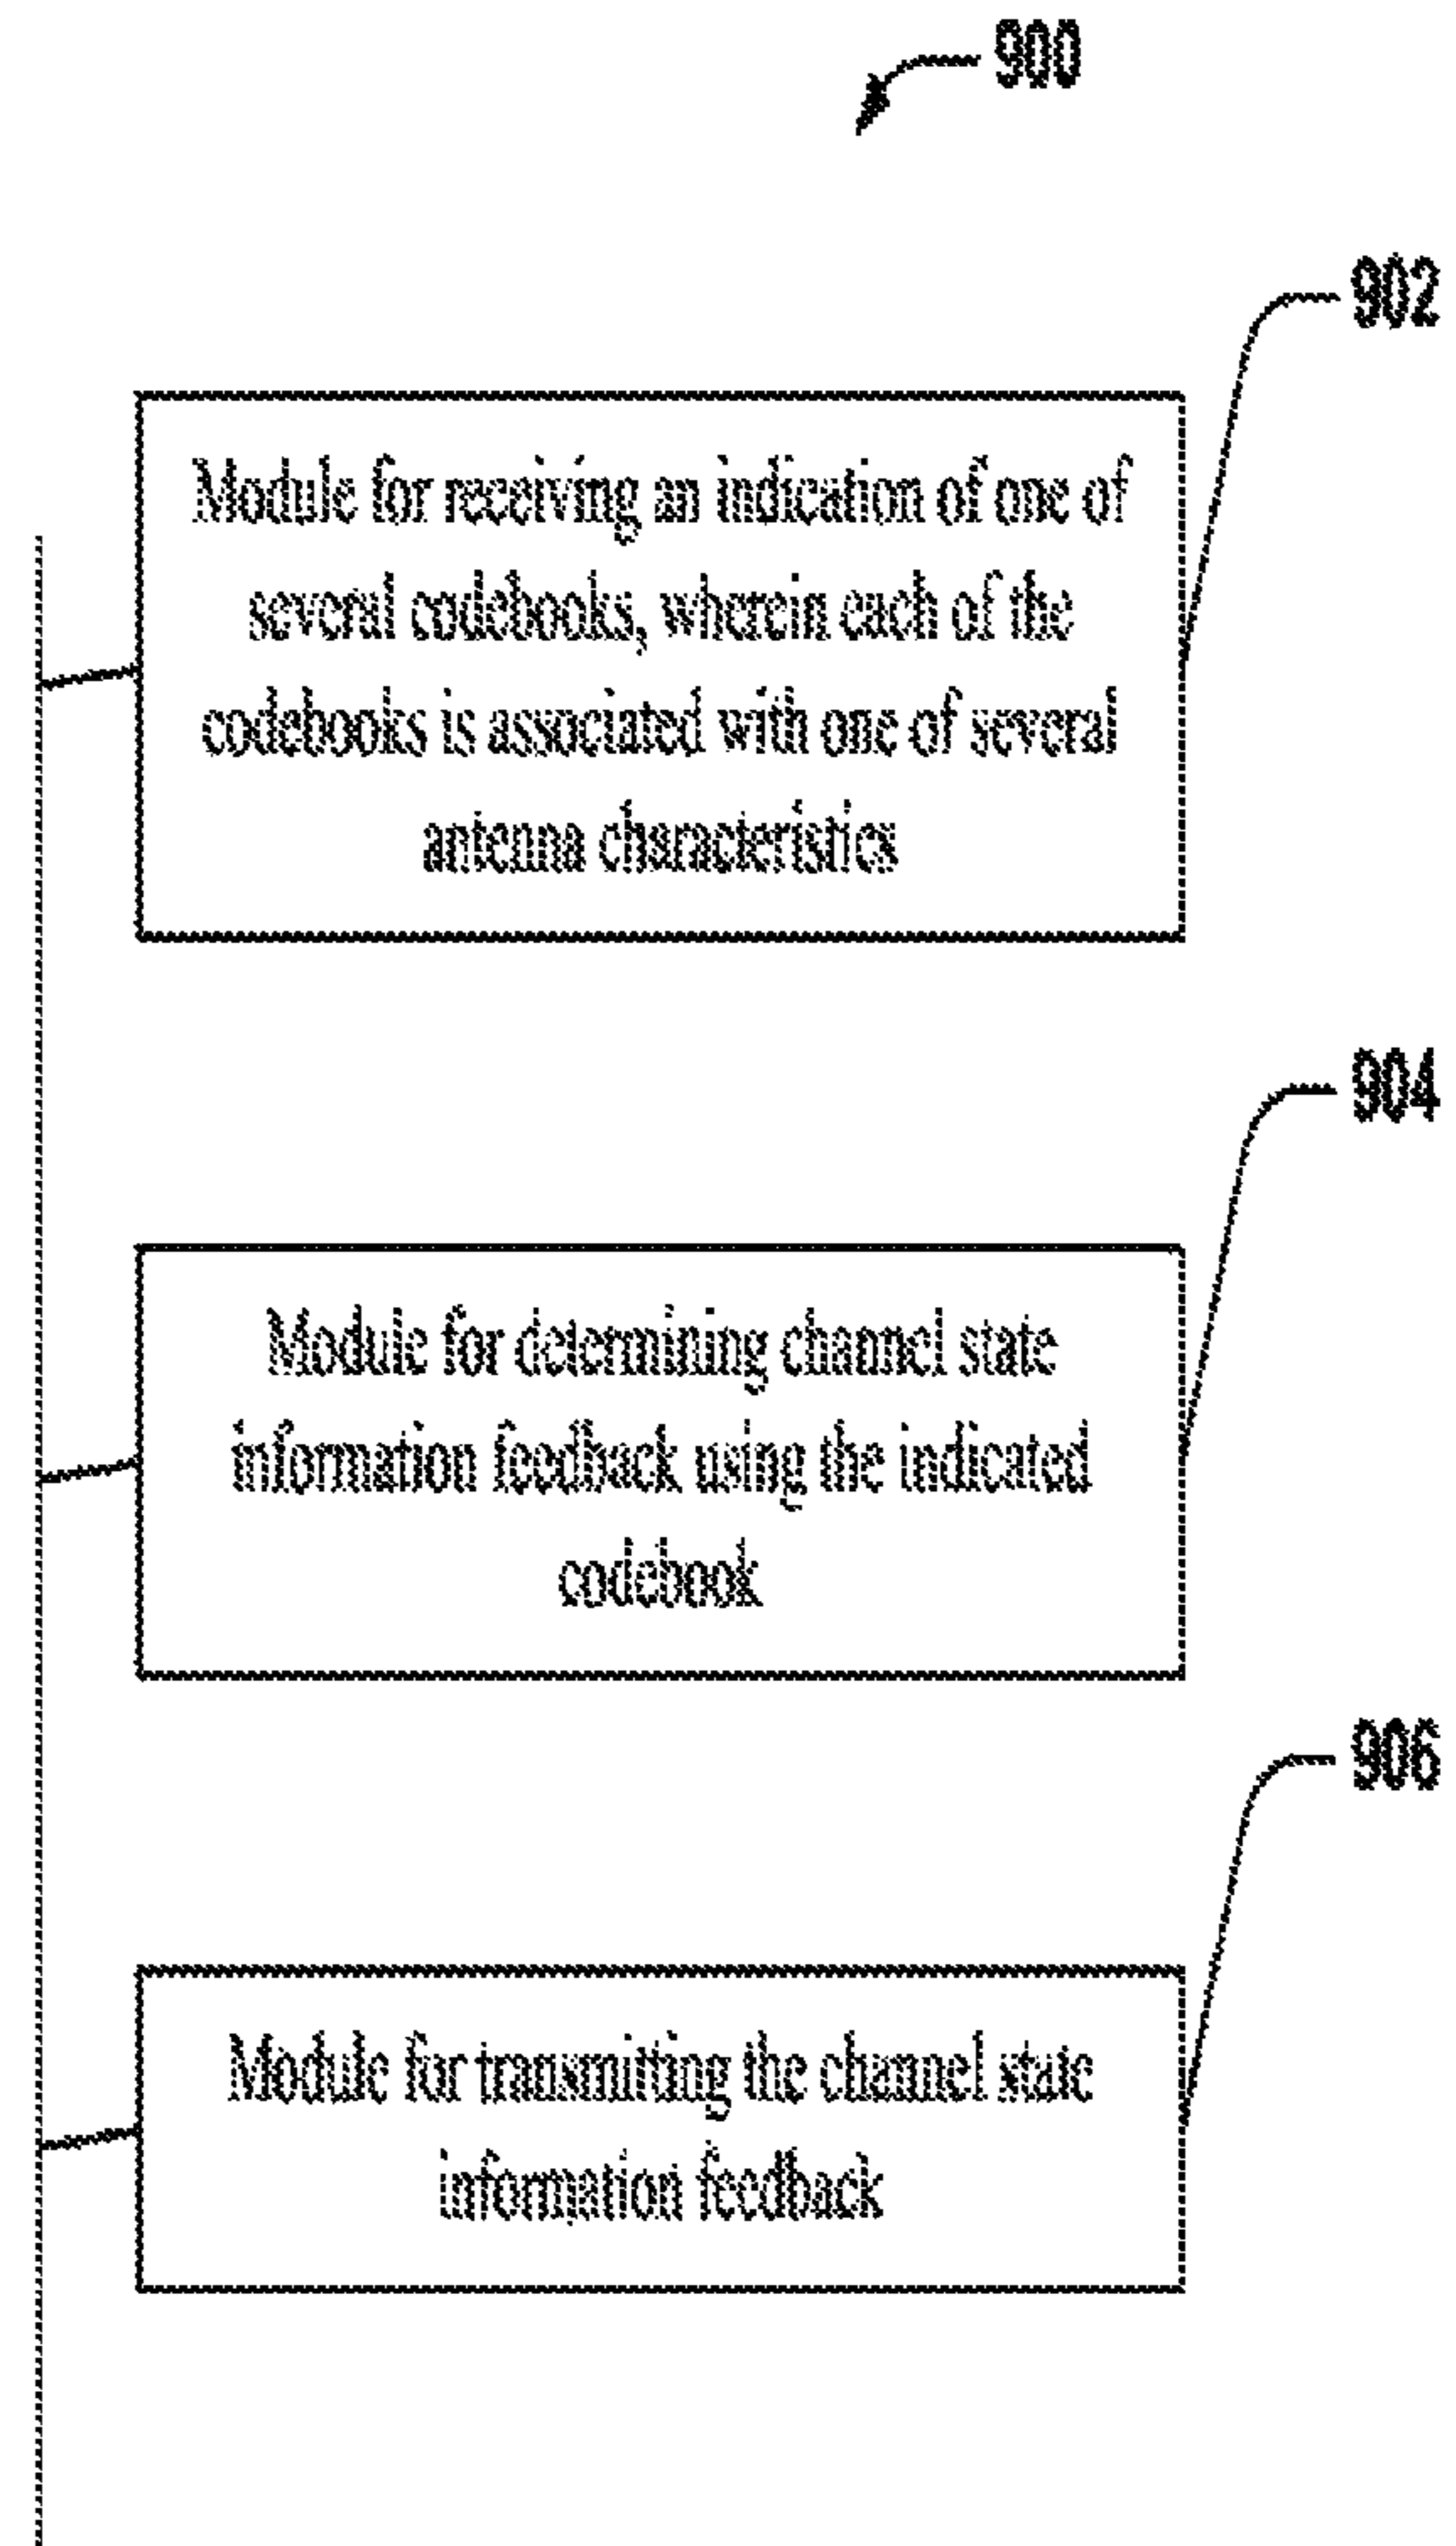 900
902
Module for receiving an indication of one of
several codebooks, wherein each of the
codebooks is associated with one of several
antenna characteristics
904
Module for determining channel state
information feedback using the indicated
codebook
906
Module for transmitting the channel state
information feedback